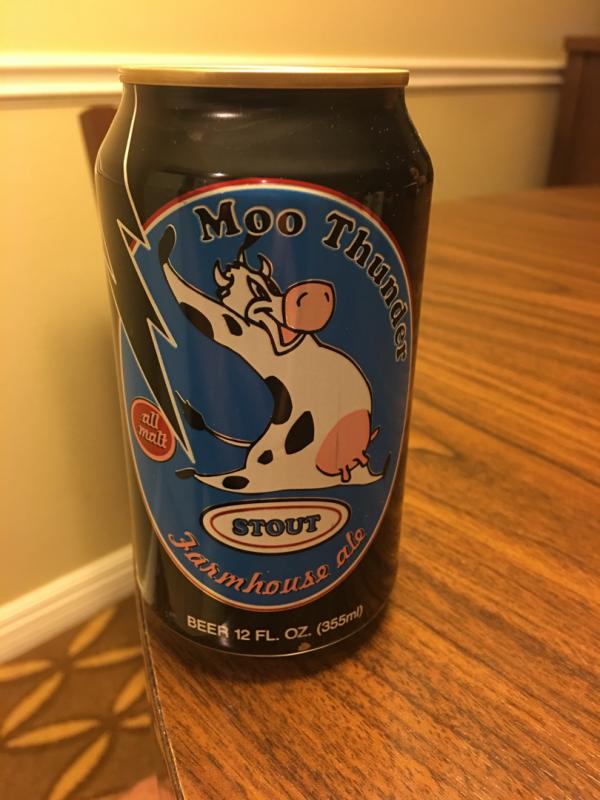 Moo Thunder
all
malt
STOUT
Farmhouse ale
BEER 12 FL. OZ. (355ml)